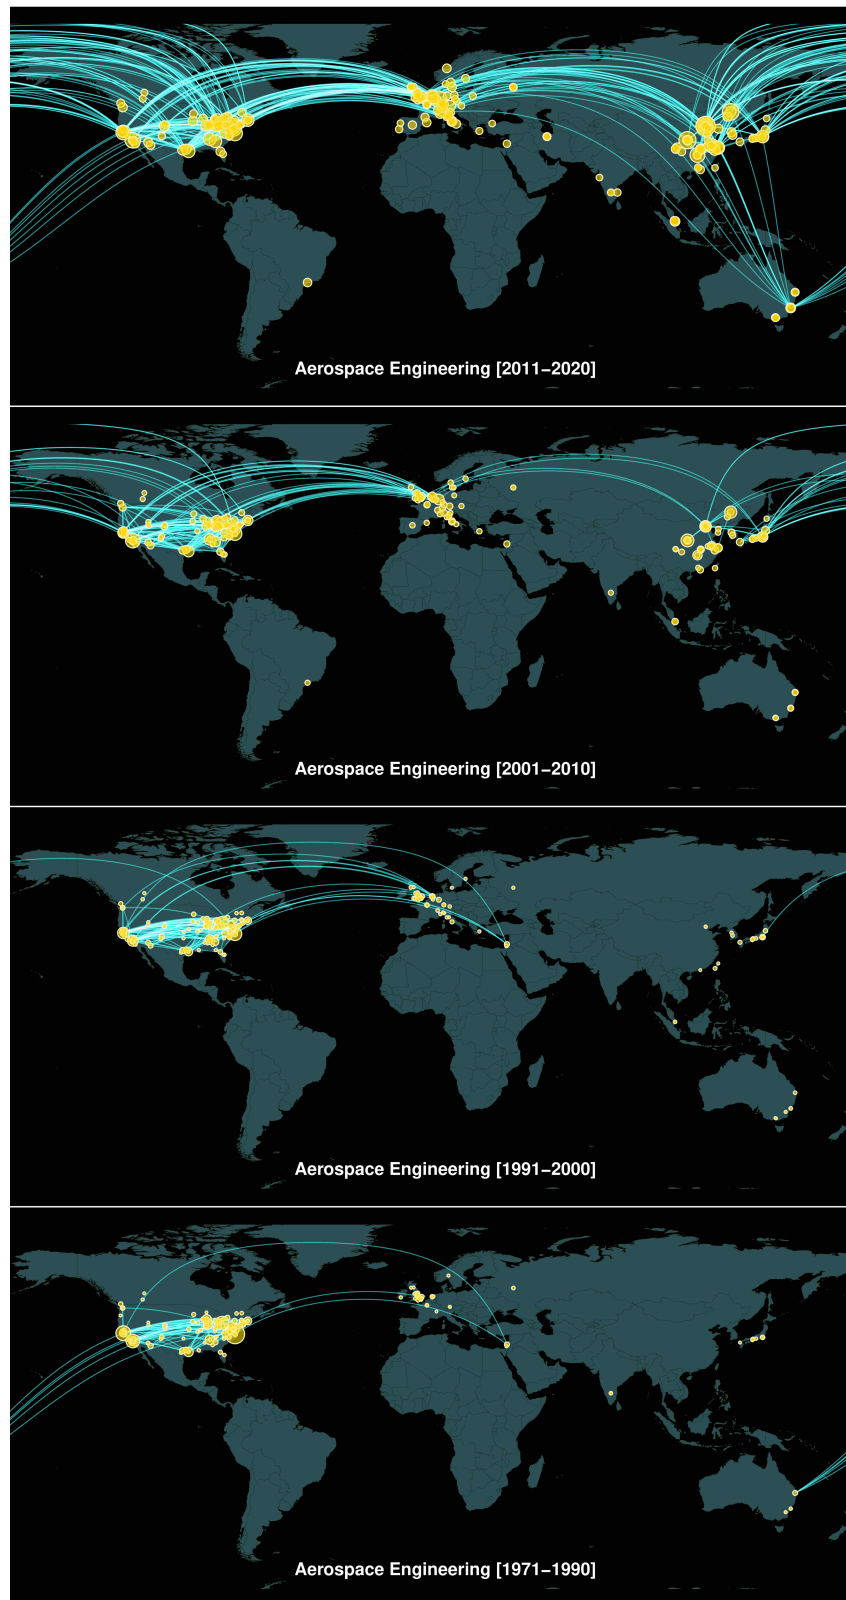 Aerospace Engineering [2011−2020]
Aerospace Engineering [2001−2010]
Aerospace Engineering [1991−2000]
Aerospace Engineering [1971−1990]